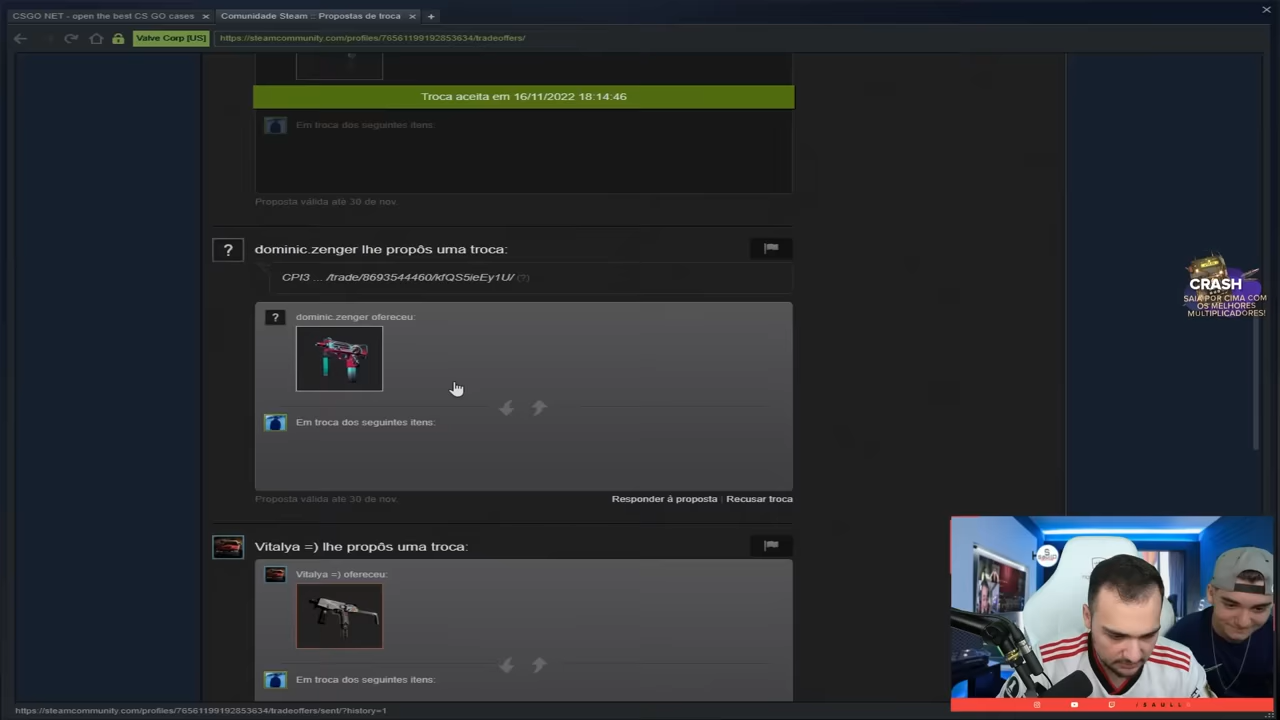 CSGO NET - open the best CS GO cases
Comunidade Steam :: Propostas de troca
Valve Corp [US]
https://steamcommunity.com/profiles/76561199192853634/tradeoffers/
Troca aceita em 16/11/2022 18:14:46
Em troca dos seguintes itens:
Proposta válida até 30 de nov.
dominic.zenger lhe propôs uma troca:
CPI3 ... /trade/8693544460/kfQS5ieEy1U/ (?)
dominic.zenger ofereceu:
Em troca dos seguintes itens:
Proposta válida até 30 de nov.
Responder à proposta | Recusar troca
Vitalya =) lhe propôs uma troca:
Vitalya =) ofereceu:
Em troca dos seguintes itens:
https://steamcommunity.com/profiles/76561199192853634/tradeoffers/sent/?history=1
CRASH
SAIA POR CIMA COM
OS MELHORES
MULTIPLICADORES!